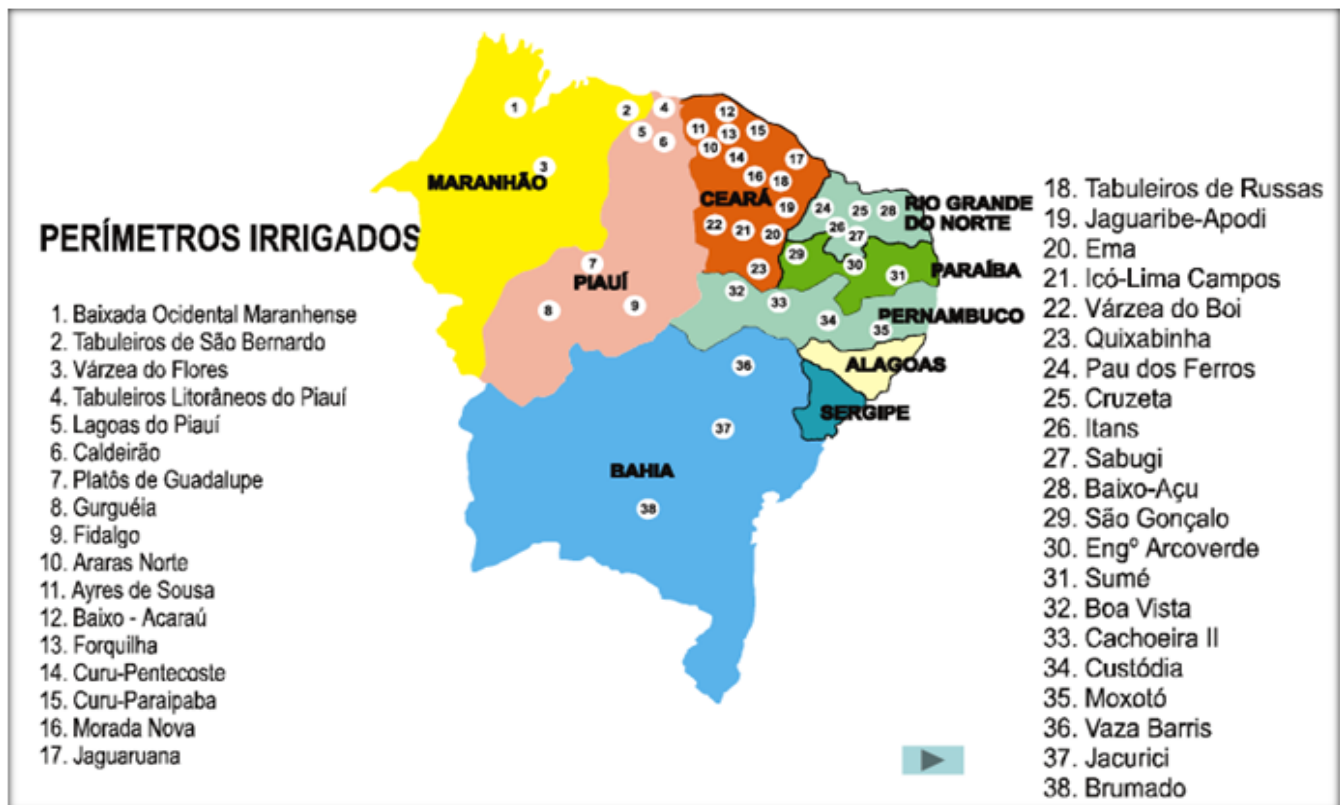 PERÍMETROS IRRIGADOS
1. Baixada Ocidental Maranhense
2. Tabuleiros de São Bernardo
3. Várzea do Flores
4. Tabuleiros Litorâneos do Piauí
5. Lagoas do Piauí
6. Caldeirão
7. Platôs de Guadalupe
8. Gurguéia
9. Fidalgo
10. Araras Norte
11. Ayres de Sousa
12. Baixo - Acaraú
13. Forquilha
14. Curu-Pentecoste
15. Curu-Paraipaba
16. Morada Nova
17. Jaguaruana
1
2
4
12
5
11
13
15
6
10
14
17
3
16
18
MARANHÃO
CEARÁ
19
24
25
28
RIO GRANDE
DO NORTE
22
21
20
26
27
7
23
29
30
31
PARAÍBA
PIAUÍ
8
9
32
33
34
35
PERNAMBUCO
36
ALAGOAS
SERGIPE
37
BAHIA
38
18. Tabuleiros de Russas
19. Jaguaribe-Apodi
20. Ema
21. Icó-Lima Campos
22. Várzea do Boi
23. Quixabinha
24. Pau dos Ferros
25. Cruzeta
26. Itans
27. Sabugi
28. Baixo-Açu
29. São Gonçalo
30. Engº Arcoverde
31. Sumé
32. Boa Vista
33. Cachoeira II
34. Custódia
35. Moxotó
36. Vaza Barris
37. Jacurici
38. Brumado